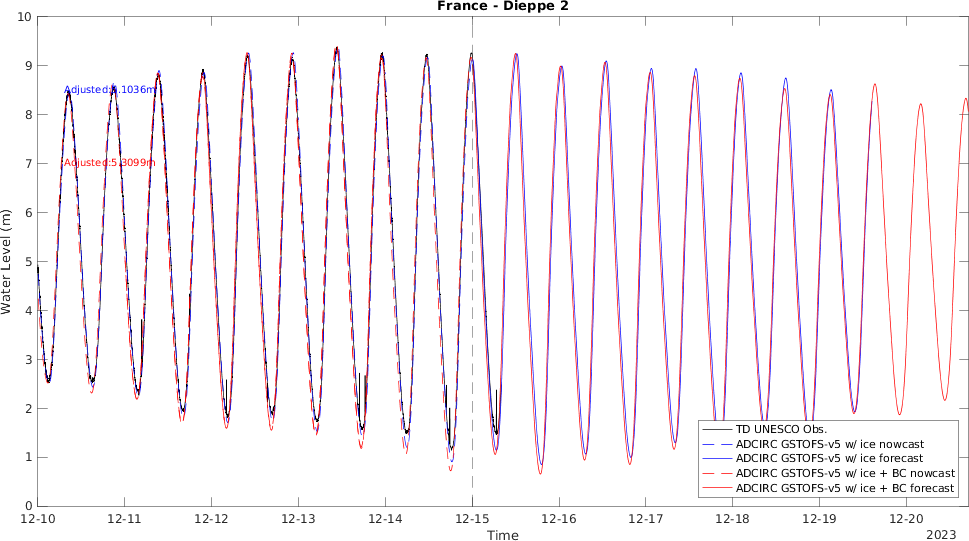 France - Dieppe 2
Water Level (m)
10
9
8
7
6
5
4
3
2
1
0
Adjusted:5.3099m
12-10
12-11
12-12
12-13
12-14
12-15
12-16
12-17
12-18
12-19
12-20
Time
2023
TD UNESCO Obs.
ADCIRC GSTOFS-v5 w/ ice nowcast
ADCIRC GSTOFS-v5 w/ ice forecast
ADCIRC GSTOFS-v5 w/ ice + BC nowcast
ADCIRC GSTOFS-v5 w/ ice + BC forecast